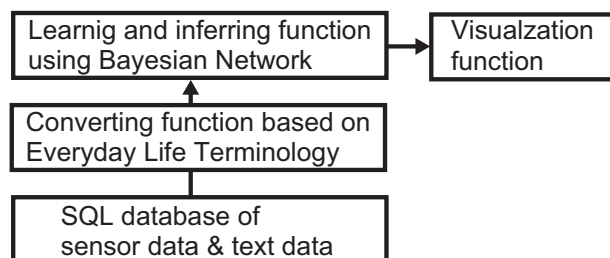 Learnig and inferring function
using Bayesian Network
Visualzation
function
Converting function based on
Everyday Life Terminology
SQL database of
sensor data & text data